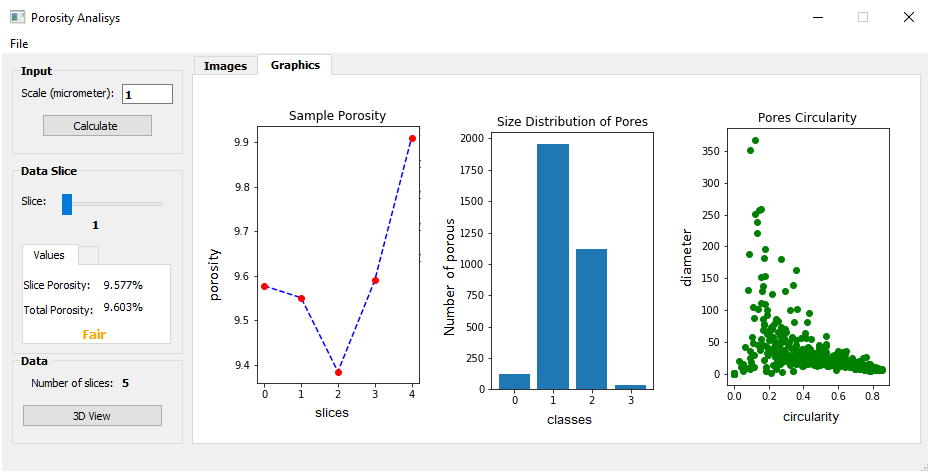 Porosity Analisys
File
Input
Scale (micrometer): 1
Calculate
Data Slice
Slice:
1
Values
Slice Porosity: 9.577%
Total Porosity: 9.603%
Fair
Data
Number of slices: 5
3D View
Images Graphics
Sample Porosity
porosity
9.9
9.8
9.7
9.6
9.5
9.4
0 1 2 3 4
slices
Size Distribution of Pores
Number of porous
2000
1750
1500
1250
1000
750
500
250
0
0 1 2 3
classes
Pores Circularity
diameter
350
300
250
200
150
100
50
0
0.0 0.2 0.4 0.6 0.8
circularity